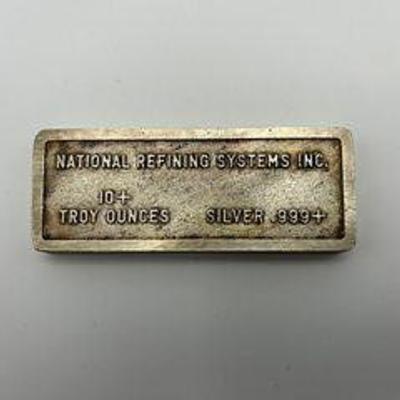 NATIONAL REFINING SYSTEMS INC.
10+
TROY OUNCES SILVER .999+